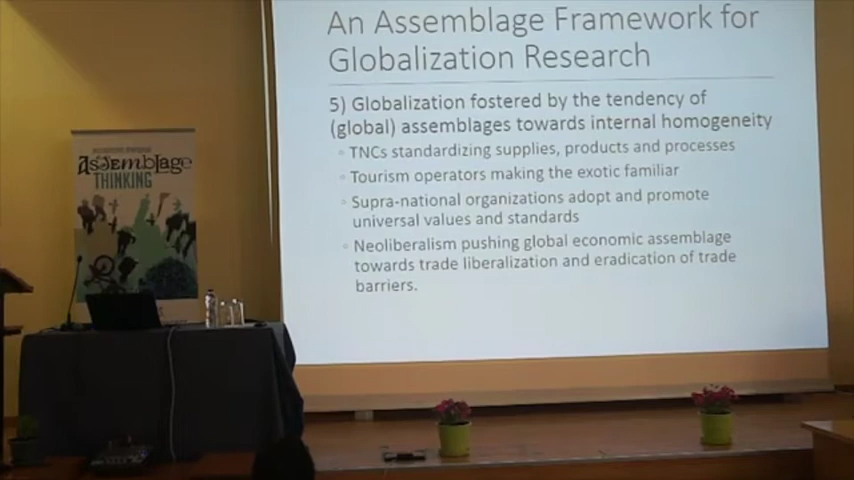 An Assemblage Framework for
Globalization Research
5) Globalization fostered by the tendency of
(global) assemblages towards internal homogeneity
◦ TNCs standardizing supplies, products and processes
◦ Tourism operators making the exotic familiar
◦ Supra-national organizations adopt and promote
universal values and standards
◦ Neoliberalism pushing global economic assemblage
towards trade liberalization and eradication of trade
barriers.
Assemblage
THINKING